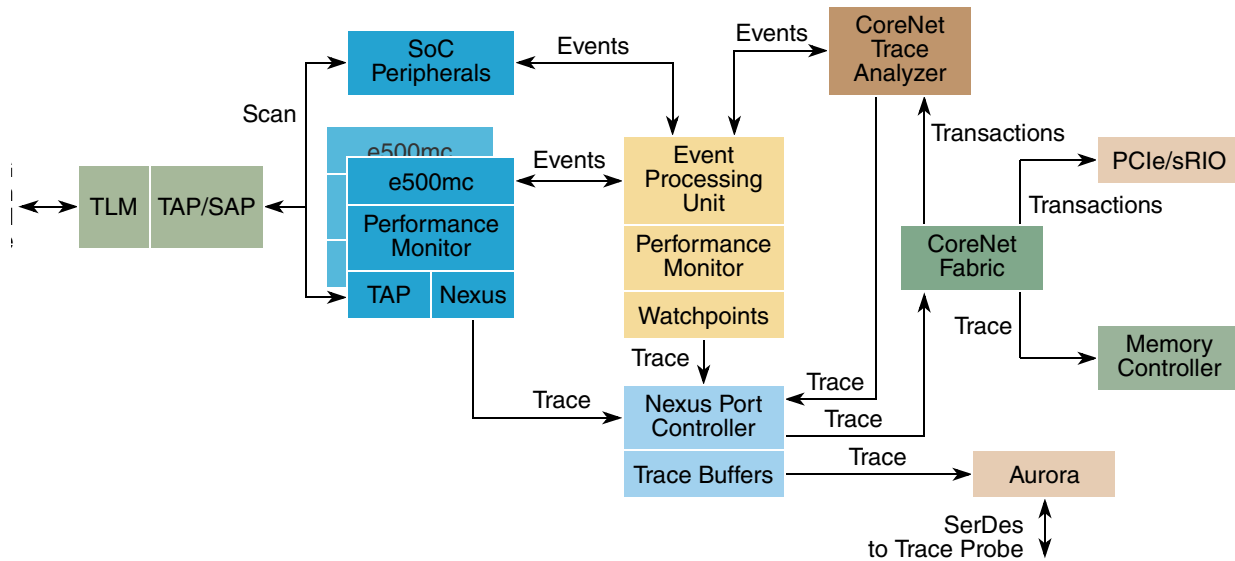 Events
SoC
Peripherals
Events
CoreNet
Trace
Analyzer
Scan
Transactions
e500mc
e500mc
Events
Event
Processing
Unit
PCIe/sRIO
TLM
TAP/SAP
Transactions
Performance
Monitor
Performance
Monitor
CoreNet
Fabric
TAP
Nexus
Watchpoints
Trace
Memory
Controller
Trace
Trace
Trace
Nexus Port
Controller
Trace
Trace Buffers
Trace
Aurora
SerDes
to Trace Probe